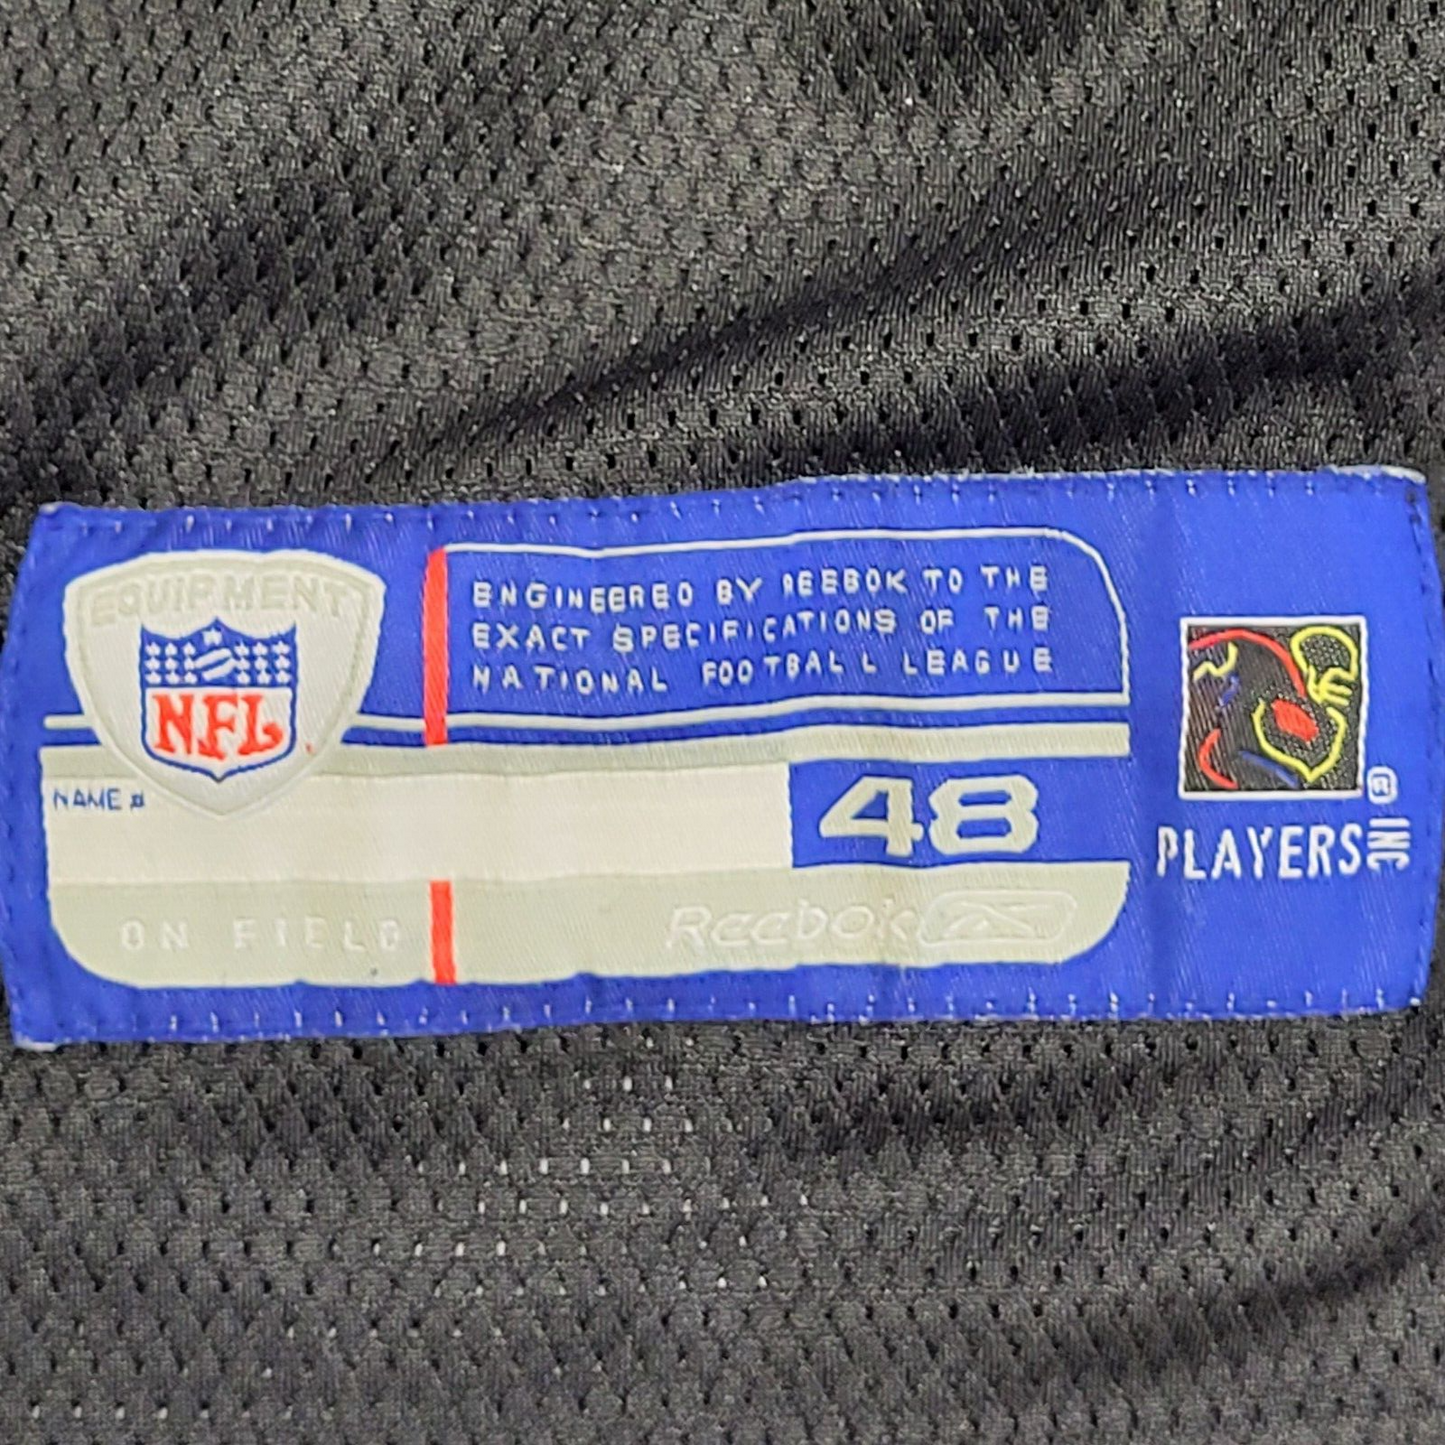 EQUIPMENT
NFL
ENGINEERED BY REEBOK TO THE
EXACT SPECIFICATIONS OF THE
NATIONAL FOOTBALL LEAGUE
NAME #
48
ON FIELD
Reebok
PLAYERS INC ®